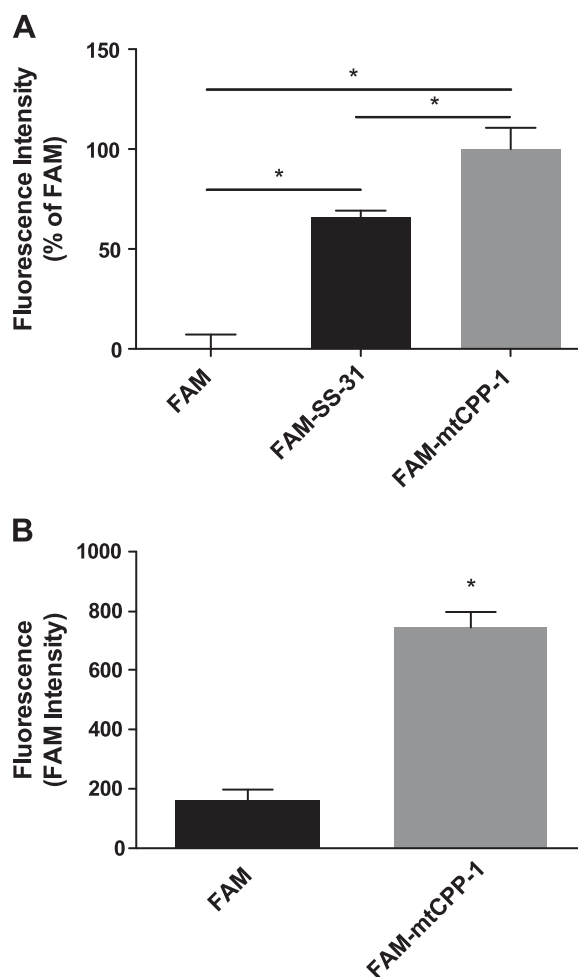 A
Fluorescence Intensity
(% of FAM)
150
100
50
0
*
*
*
FAM
FAM-SS-31
FAM-mtCPP-1
B
Fluorescence
(FAM Intensity)
1000
800
600
400
200
0
*
FAM
FAM-mtCPP-1